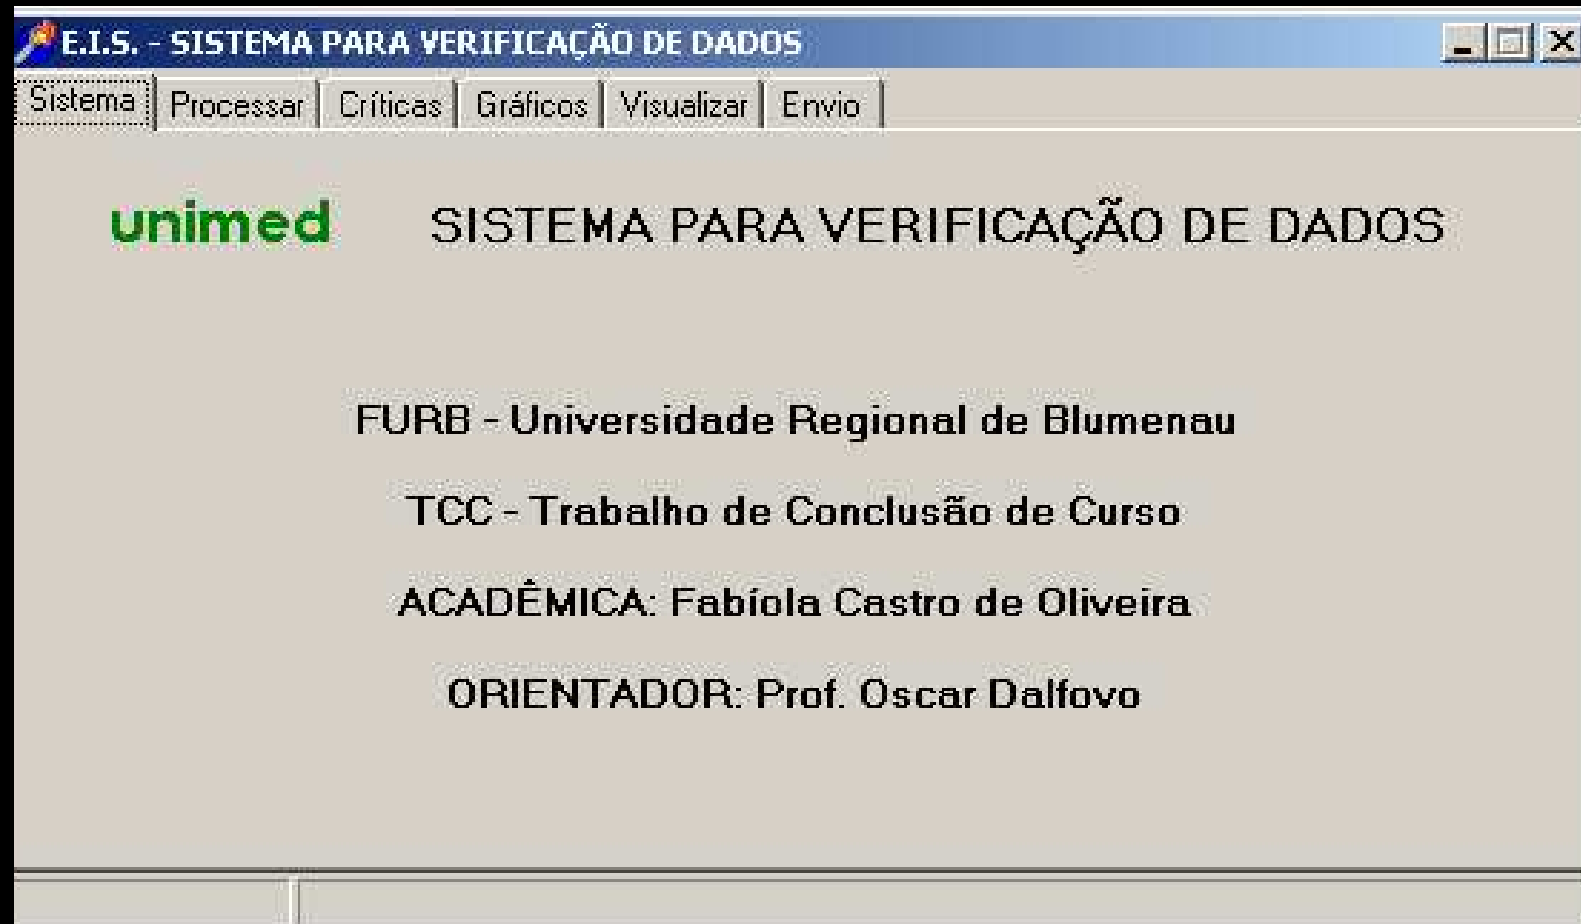 E.I.S. - SISTEMA PARA VERIFICAÇÃO DE DADOS
Sistema Processar Críticas Gráficos Visualizar Envio
unimed SISTEMA PARA VERIFICAÇÃO DE DADOS
FURB - Universidade Regional de Blumenau
TCC - Trabalho de Conclusão de Curso
ACADÊMICA: Fabíola Castro de Oliveira
ORIENTADOR: Prof. Oscar Dalfovo